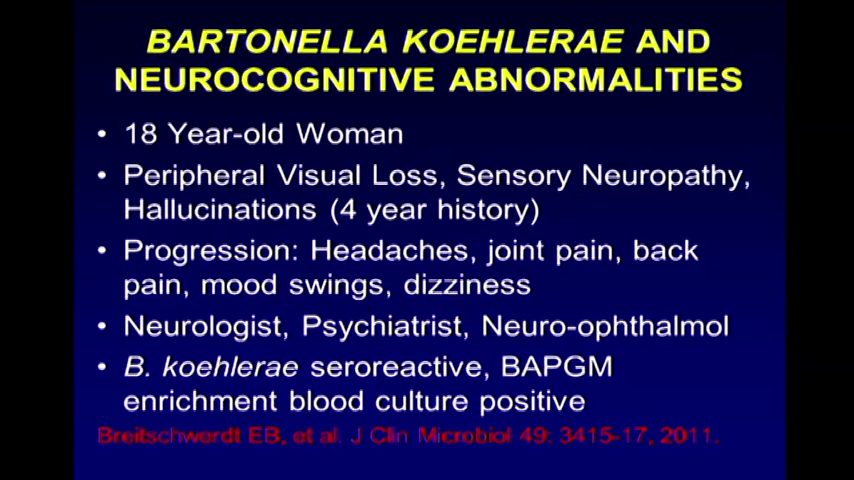 BARTONELLA KOEHLERAE AND
NEUROCOGNITIVE ABNORMALITIES
• 18 Year-old Woman
• Peripheral Visual Loss, Sensory Neuropathy,
Hallucinations (4 year history)
• Progression: Headaches, joint pain, back
pain, mood swings, dizziness
• Neurologist, Psychiatrist, Neuro-ophthalmol
• B. koehlerae seroreactive, BAPGM
enrichment blood culture positive
Breitschwerdt EB, et al. J Clin Microbiol 49: 3415-17, 2011.